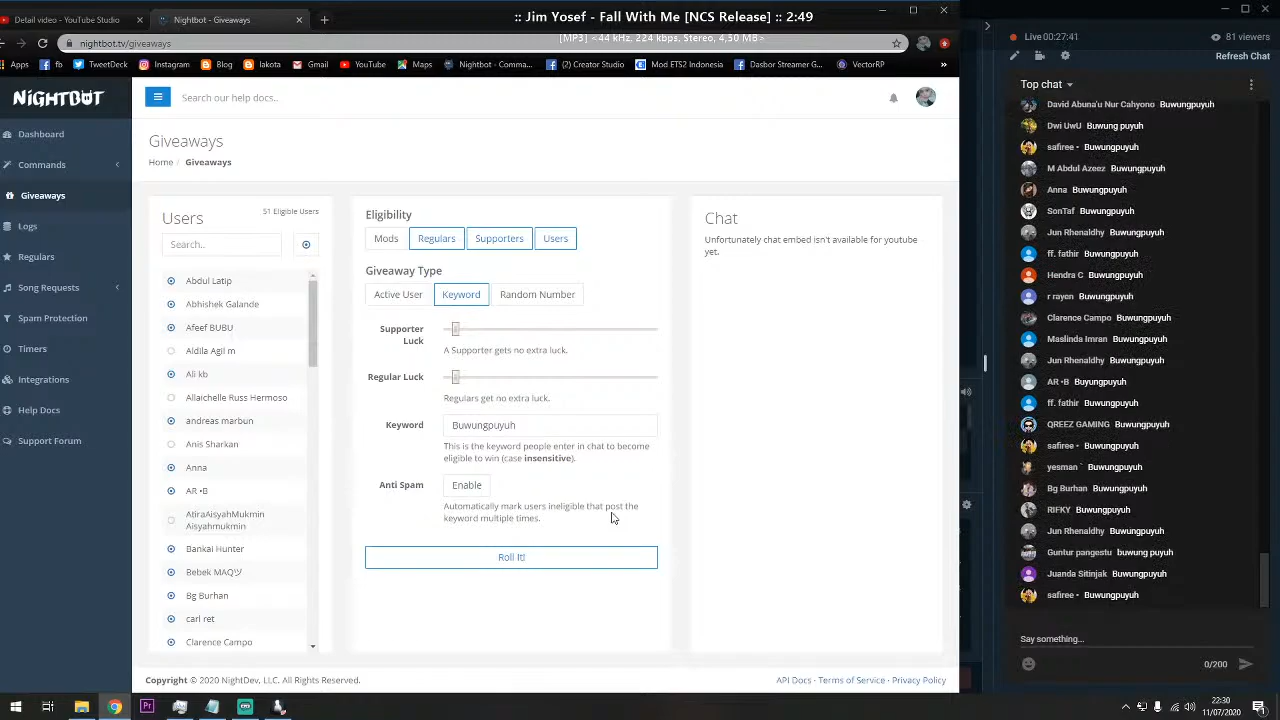 Detail video - YouTube Studio
Nightbot - Giveaways
:: Jim Yosef - Fall With Me [NCS Release] :: 2:49
[MP3] <44 kHz, 224 kbps, Stereo, 4,50 MB>
nightbot.tv/giveaways
Apps
fb
TweetDeck
Instagram
Blog
lakota
Gmail
YouTube
Maps
Nightbot - Comma...
(2) Creator Studio
Mod ETS2 Indonesia
Dasbor Streamer G...
VectorRP
»
NIGHTBOT
Search our help docs..
Dashboard
Commands
Giveaways
Logs
Regulars
Song Requests
Spam Protection
Timers
Integrations
Help Docs
Support Forum
Giveaways
Home / Giveaways
Users
51 Eligible Users
Search..
Abdul Latip
Abhishek Galande
Afeef BUBU
Aldila Agil m
Ali kb
Allaichelle Russ Hermoso
andreas marbun
Anis Sharkan
Anna
AR •B
AtiraAisyahMukmin
Aisyahmukmin
Bankai Hunter
Bebek MAQツ
Bg Burhan
carl ret
Clarence Campo
Eligibility
Mods Regulars Supporters Users
Giveaway Type
Active User Keyword Random Number
Supporter
Luck
A Supporter gets no extra luck.
Regular Luck
Regulars get no extra luck.
Keyword
Buwungpuyuh
This is the keyword people enter in chat to become
eligible to win (case insensitive).
Anti Spam
Enable
Automatically mark users ineligible that post the
keyword multiple times.
Roll It!
Chat
Unfortunately chat embed isn't available for youtube
yet.
Copyright © 2020 NightDev, LLC. All Rights Reserved.
API Docs · Terms of Service · Privacy Policy
Live 00:27:41
81 viewers
Refresh Chat
Top chat
David Abuna'u Nur Cahyono Buwungpuyuh
Dwi UwU Buwung puyuh
safiree • Buwungpuyuh
M Abdul Azeez Buwungpuyuh
Anna Buwungpuyuh
SonTaf Buwungpuyuh
Jun Rhenaldhy Buwungpuyuh
ff. fathir Buwungpuyuh
Hendra C Buwungpuyuh
r rayen Buwungpuyuh
Clarence Campo Buwungpuyuh
Maslinda Imran Buwungpuyuh
Jun Rhenaldhy Buwungpuyuh
AR •B Buyungpuyuh
ff. fathir Buwungpuyuh
QREEZ GAMING Buwungpuyuh
safiree • Buwungpuyuh
yesman ` Buwungpuyuh
Bg Burhan Buwungpuyuh
RIFKY Buwungpuyuh
Jun Rhenaldhy Buwungpuyuh
Guntur pangestu buwung puyuh
Juanda Sitinjak Buwungpuyuh
safiree • Buwungpuyuh
Say something...
0/200
Pr
22:30
11/07/2020